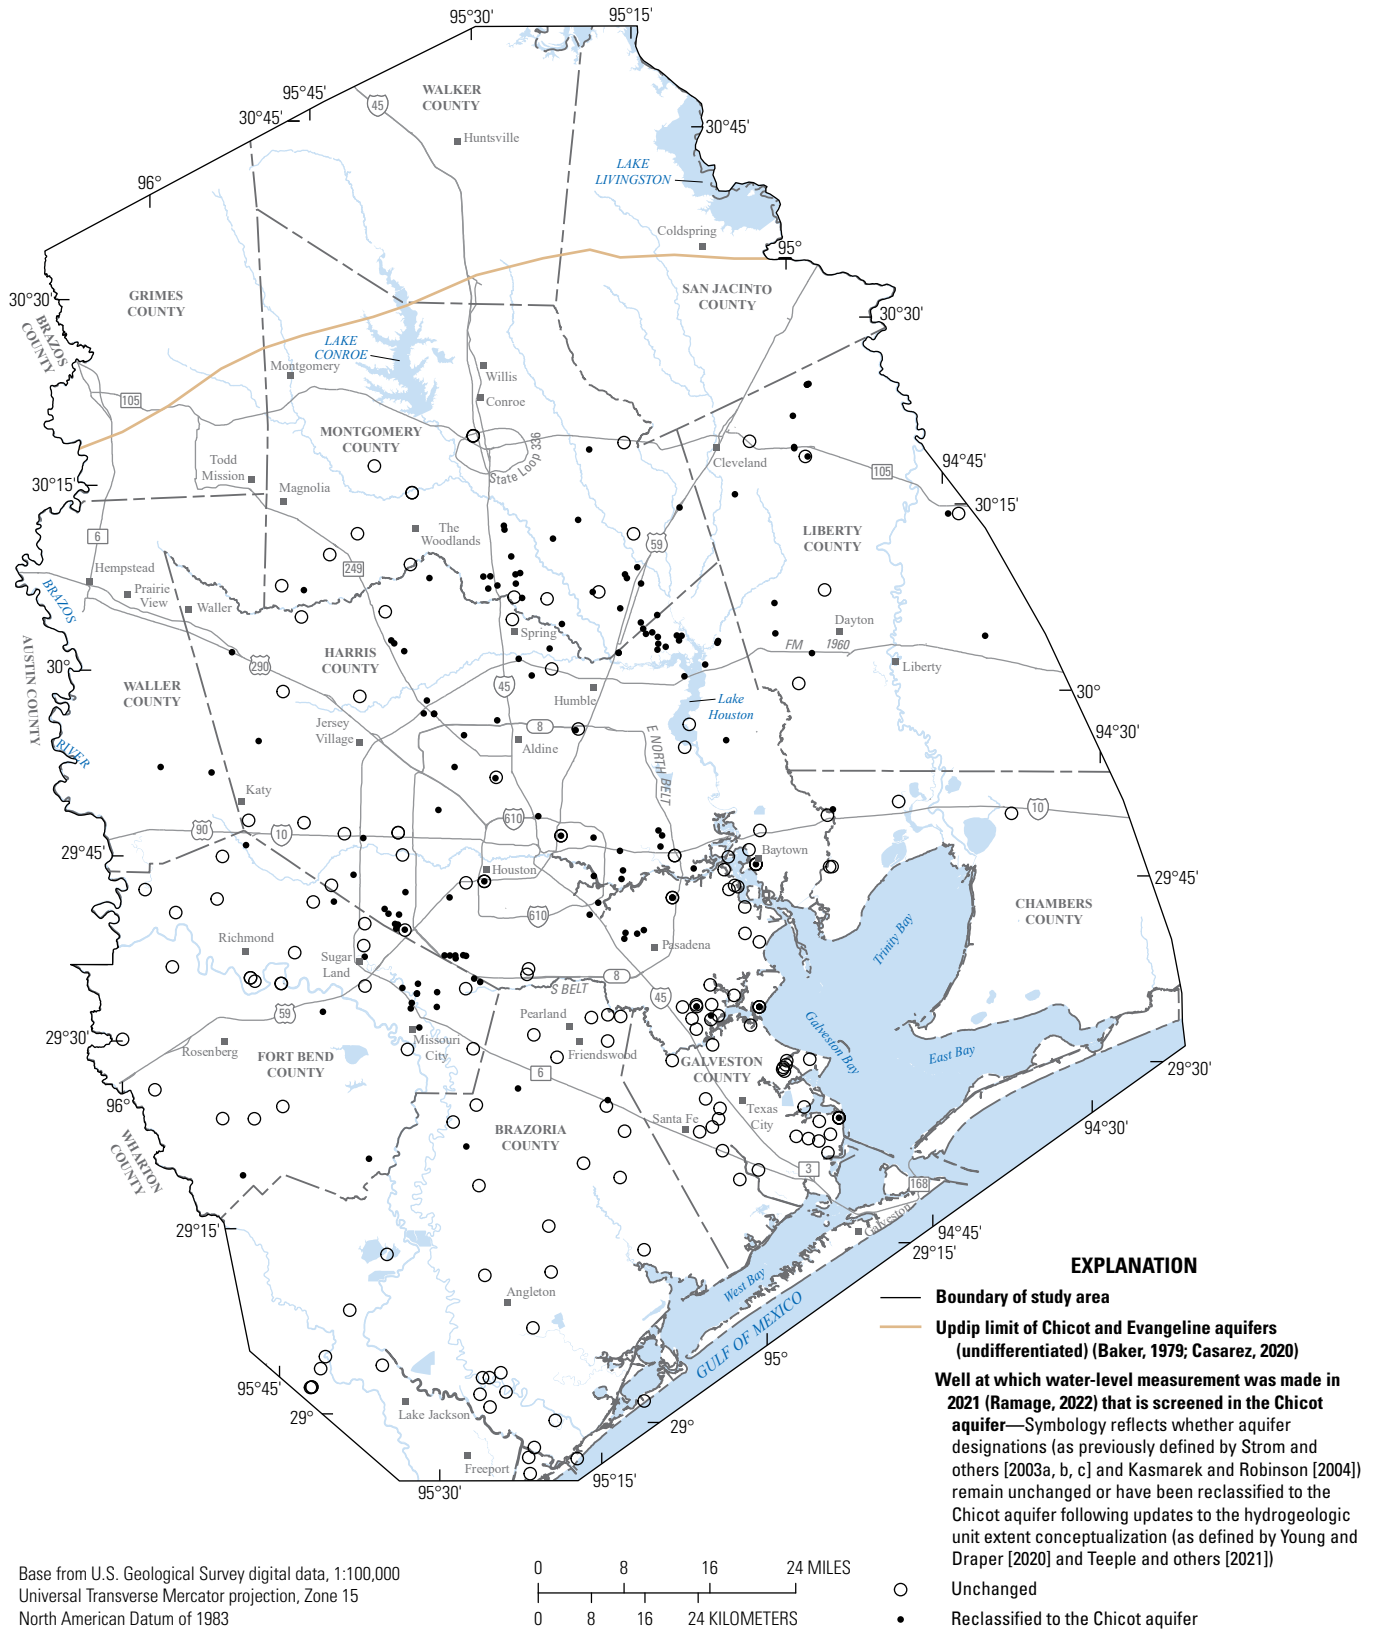 95°30'
95°15'
WALKER
COUNTY
95°45'
45
30°45'
Huntsville
30°45'
LAKE
LIVINGSTON
96°
Coldspring
95°
GRIMES
COUNTY
SAN JACINTO
COUNTY
30°30'
30°30'
BRAZOS
COUNTY
LAKE
CONROE
Montgomery
Willis
Conroe
105
MONTGOMERY
COUNTY
State Loop 336
Cleveland
Todd
Mission
105
94°45'
30°15'
Magnolia
30°15'
The
Woodlands
LIBERTY
COUNTY
6
59
249
Hempstead
BRAZOS
Prairie
View
Waller
Dayton
Spring
FM 1960
AUSTIN COUNTY
HARRIS
COUNTY
290
Liberty
30°
WALLER
COUNTY
45
Humble
Lake
Houston
30°
Jersey
Village
8
Aldine
E NORTH BELT
94°30'
RIVER
Katy
10
90
10
610
29°45'
Baytown
Houston
29°45'
CHAMBERS
COUNTY
610
Trinity Bay
Richmond
Sugar
Land
Pasadena
8
S BELT
45
59
Pearland
Galveston Bay
29°30'
Missouri
City
Rosenberg
FORT BEND
COUNTY
Friendswood
GALVESTON
COUNTY
East Bay
29°30'
6
96°
Texas
City
Santa Fe
94°30'
BRAZORIA
COUNTY
WHARTON
COUNTY
3
168
29°15'
Galveston
94°45'
29°15'
West Bay
Angleton
GULF OF MEXICO
95°
95°45'
29°
Lake Jackson
29°
Freeport
95°15'
95°30'
EXPLANATION
Boundary of study area
Updip limit of Chicot and Evangeline aquifers
(undifferentiated) (Baker, 1979; Casarez, 2020)
Well at which water-level measurement was made in
2021 (Ramage, 2022) that is screened in the Chicot
aquifer—Symbology reflects whether aquifer
designations (as previously defined by Strom and
others [2003a, b, c] and Kasmarek and Robinson [2004])
remain unchanged or have been reclassified to the
Chicot aquifer following updates to the hydrogeologic
unit extent conceptualization (as defined by Young and
Draper [2020] and Teeple and others [2021])
Unchanged
Reclassified to the Chicot aquifer
Base from U.S. Geological Survey digital data, 1:100,000
Universal Transverse Mercator projection, Zone 15
North American Datum of 1983
0 8 16 24 MILES
0 8 16 24 KILOMETERS